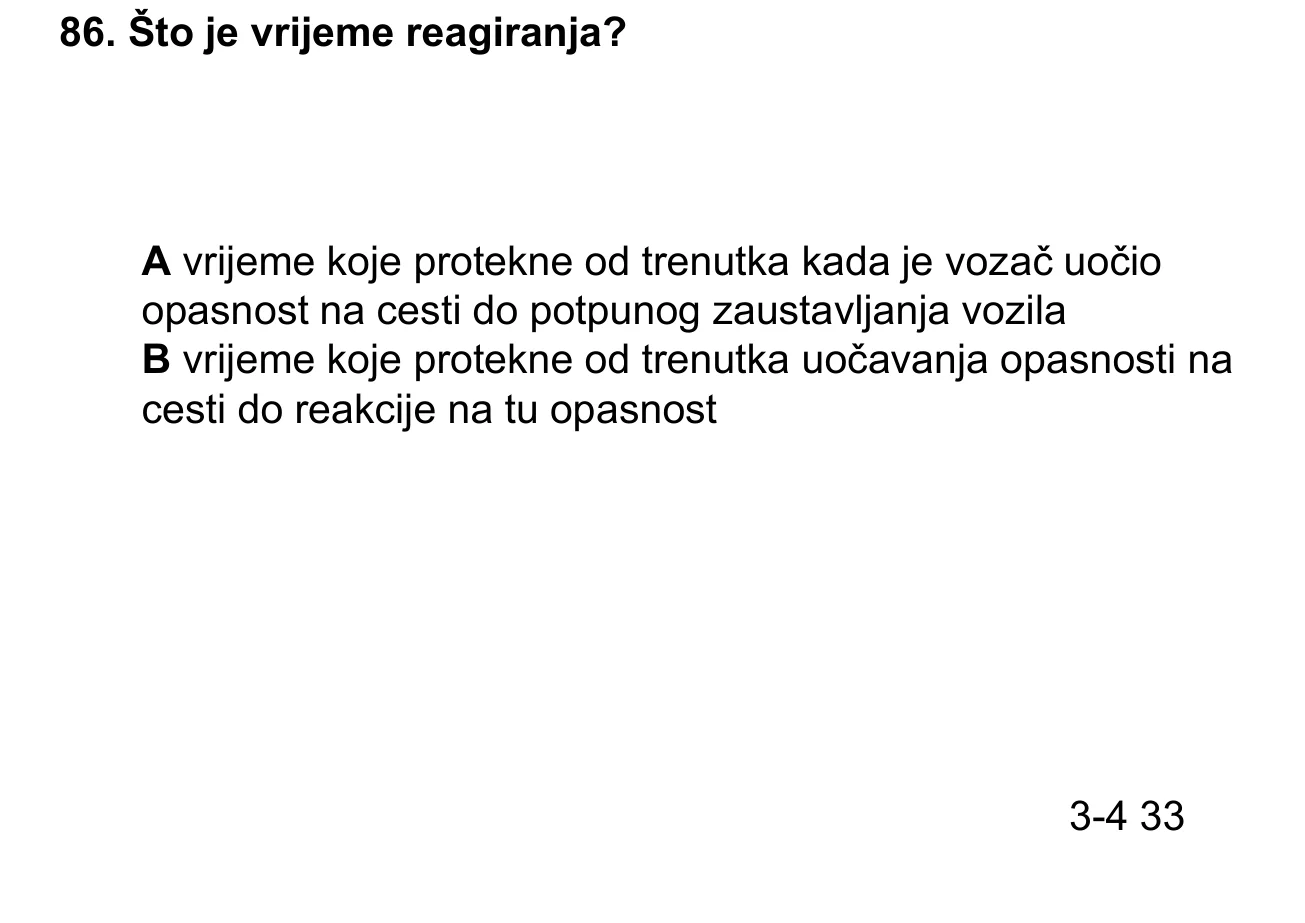 86. Što je vrijeme reagiranja?
A vrijeme koje protekne od trenutka kada je vozač uočio
opasnost na cesti do potpunog zaustavljanja vozila
B vrijeme koje protekne od trenutka uočavanja opasnosti na
cesti do reakcije na tu opasnost
3-4 33